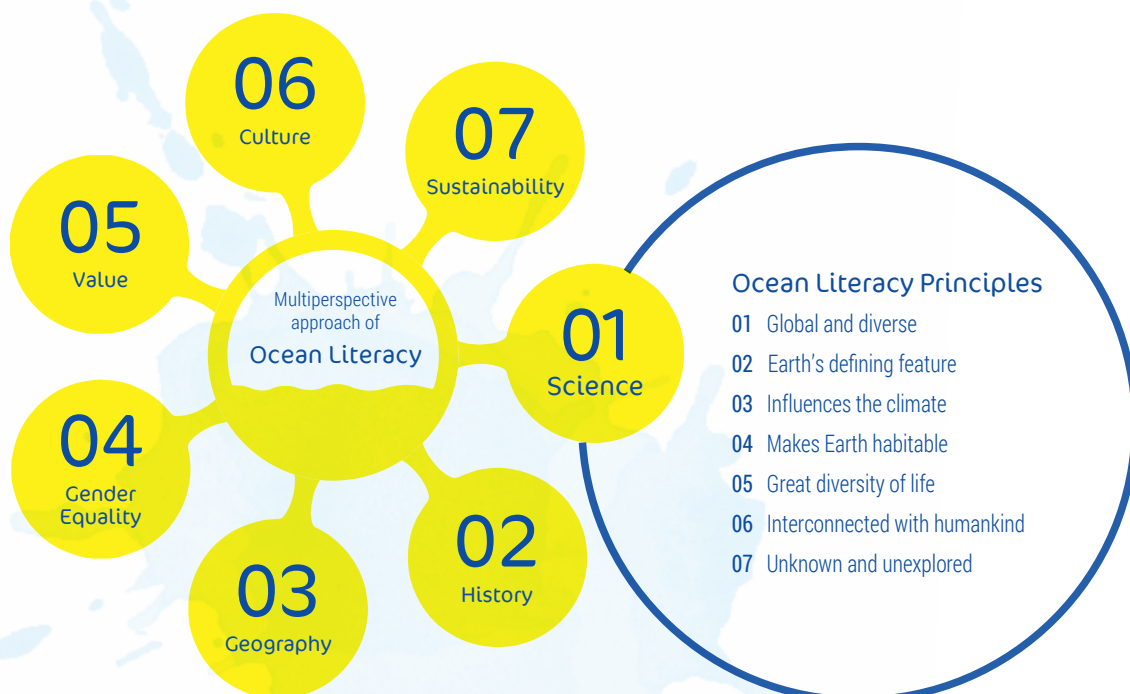 Multiperspective
approach of
Ocean Literacy
01
Science
02
History
03
Geography
04
Gender
Equality
05
Value
06
Culture
07
Sustainability
Ocean Literacy Principles
01 Global and diverse
02 Earth's defining feature
03 Influences the climate
04 Makes Earth habitable
05 Great diversity of life
06 Interconnected with humankind
07 Unknown and unexplored